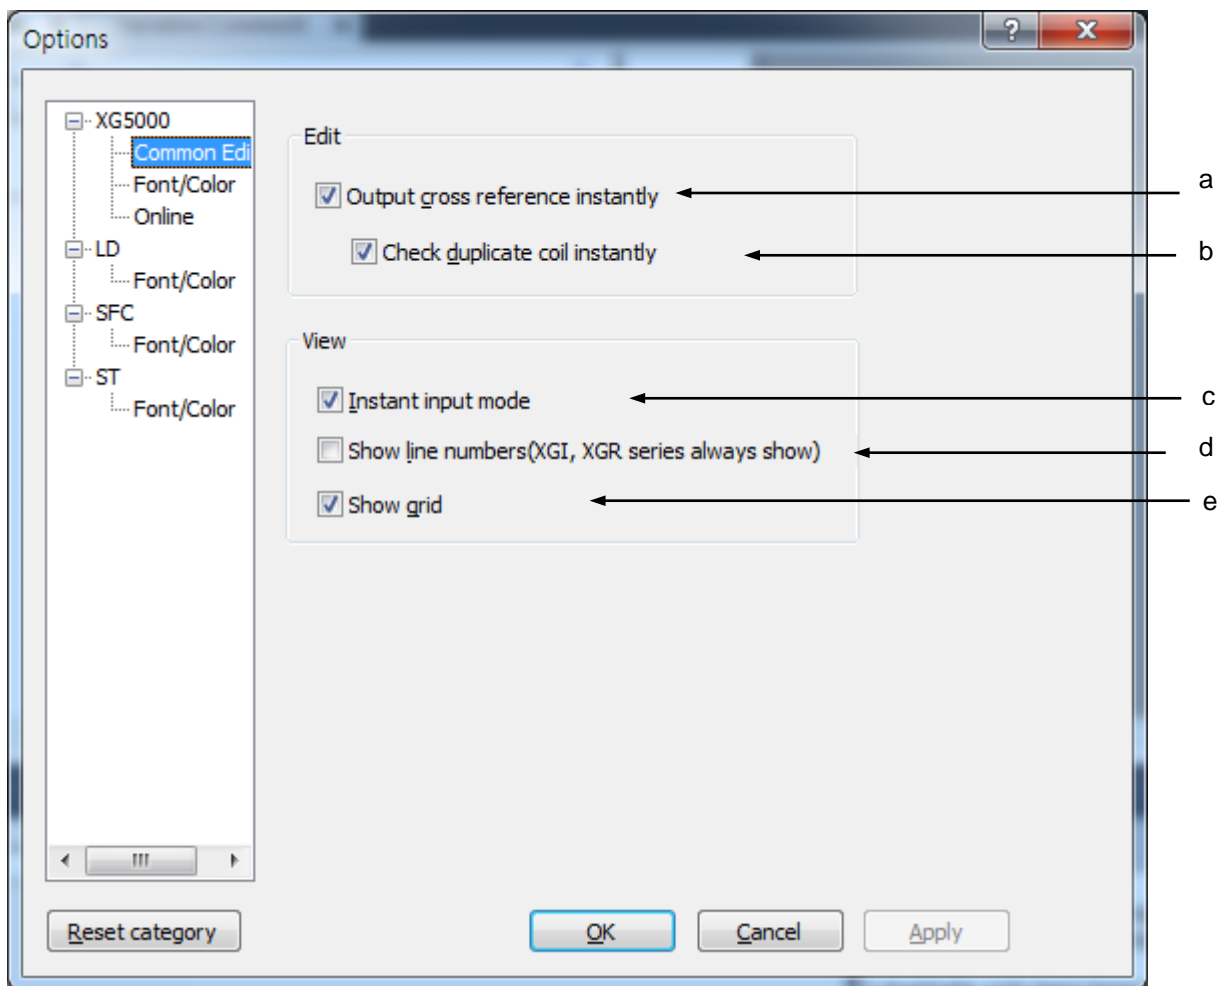 Options
?
X
XG5000
Common Edi
Font/Color
Online
LD
Font/Color
SFC
Font/Color
ST
Font/Color
Edit
Output cross reference instantly
a
Check duplicate coil instantly
b
View
Instant input mode
c
Show line numbers(XGI, XGR series always show)
d
Show grid
e
Reset category
OK
Cancel
Apply